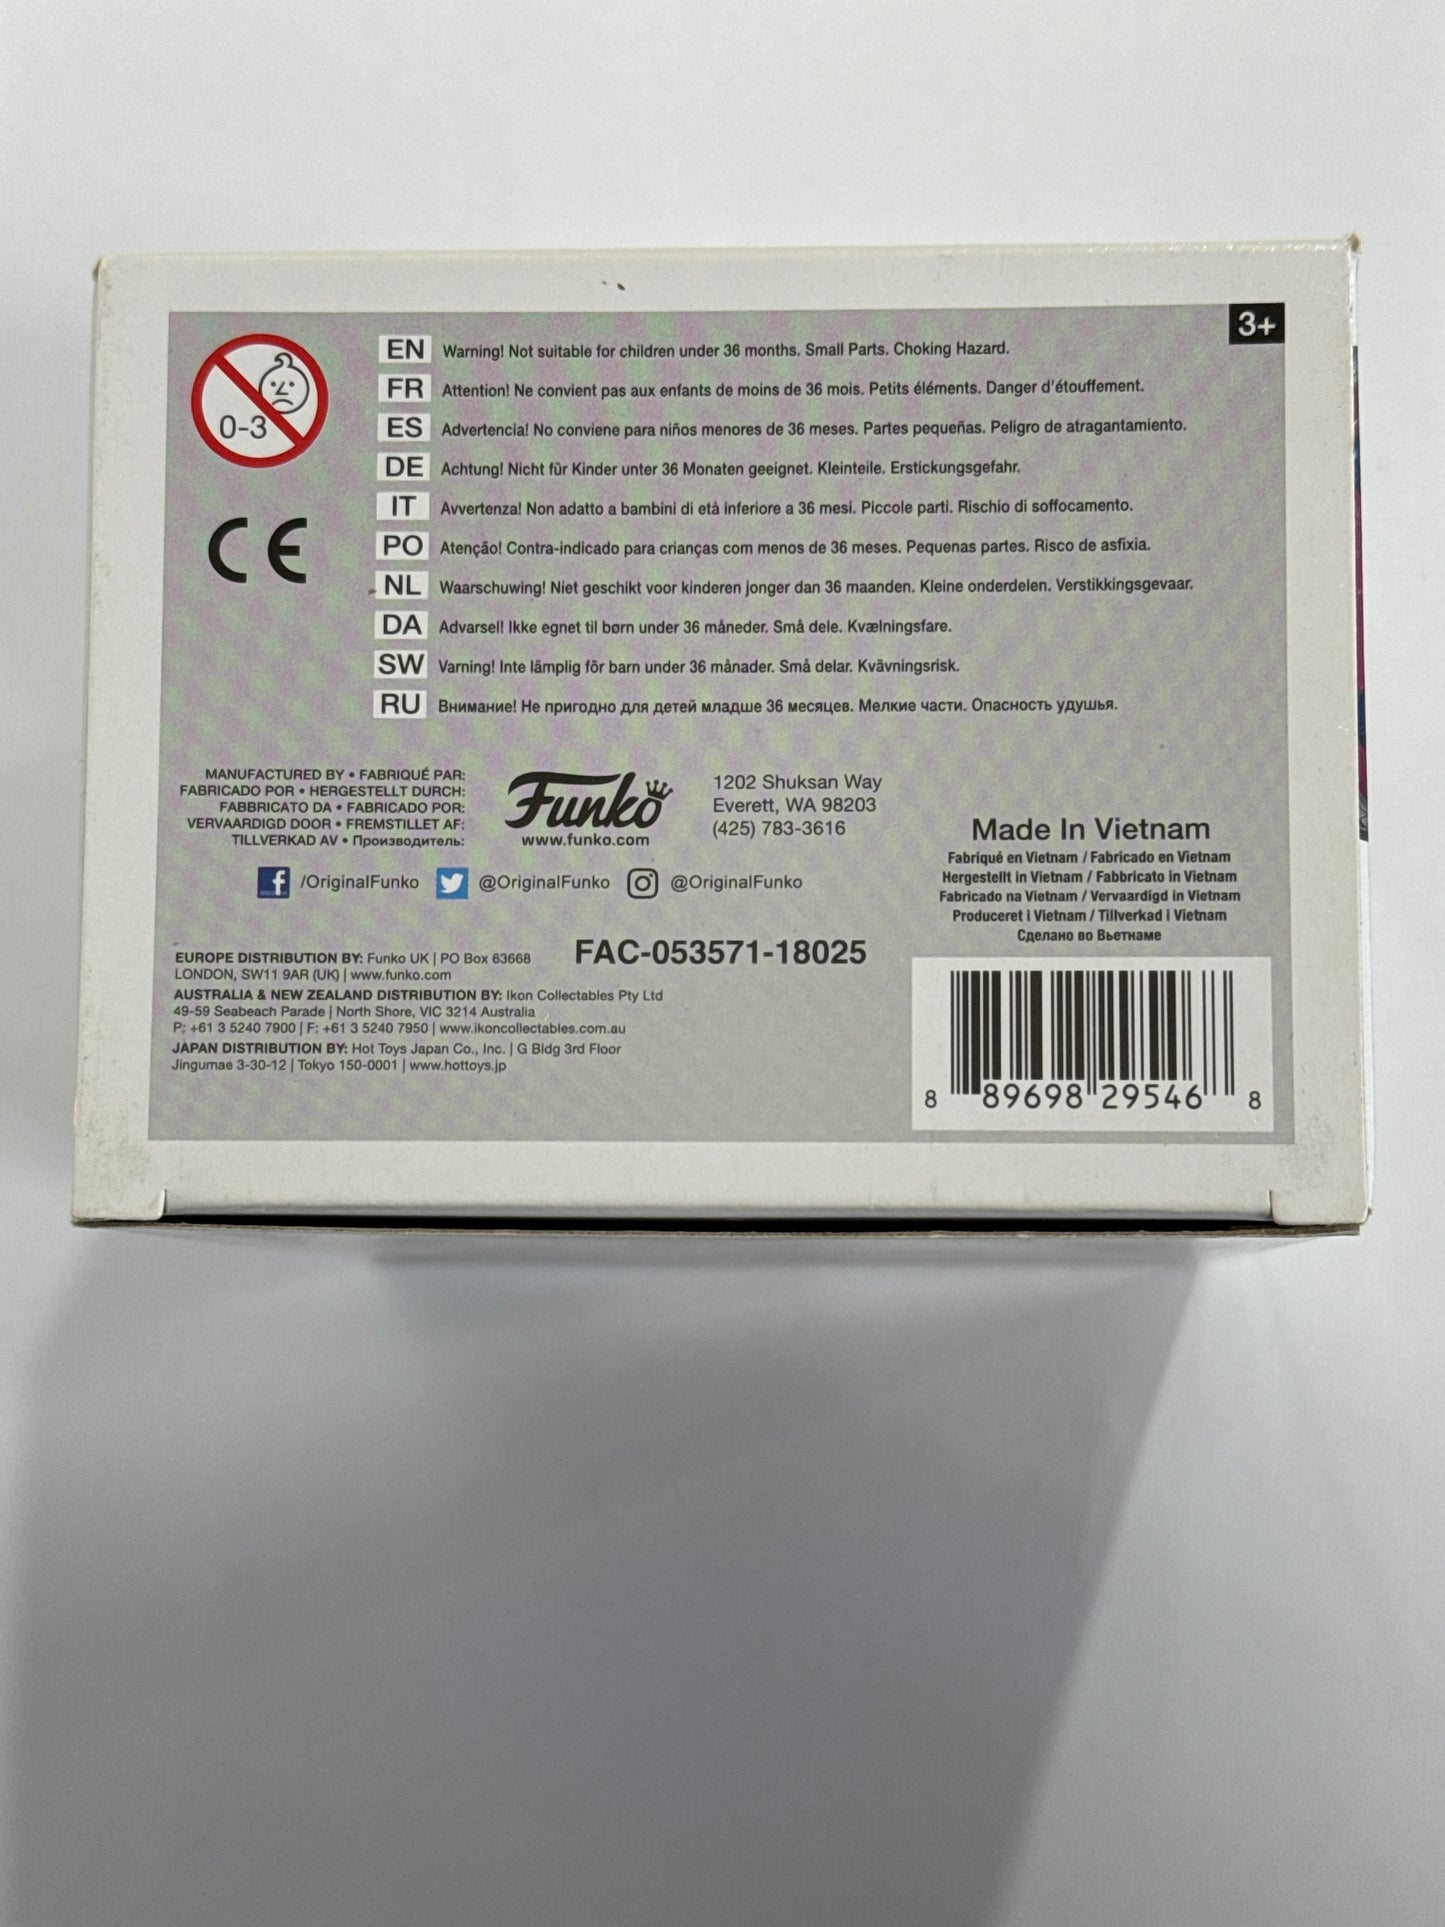 3+
0-3
EN Warning! Not suitable for children under 36 months. Small Parts. Choking Hazard.
FR Attention! Ne convient pas aux enfants de moins de 36 mois. Petits éléments. Danger d'étouffement.
ES Advertencia! No conviene para niños menores de 36 meses. Partes pequeñas. Peligro de atragantamiento.
DE Achtung! Nicht für Kinder unter 36 Monaten geeignet. Kleinteile. Erstickungsgefahr.
IT Avvertenza! Non adatto a bambini di età inferiore a 36 mesi. Piccole parti. Rischio di soffocamento.
CE
PO Atenção! Contra-indicado para crianças com menos de 36 meses. Pequenas partes. Risco de asfixia.
NL Waarschuwing! Niet geschikt voor kinderen jonger dan 36 maanden. Kleine onderdelen. Verstikkingsgevaar.
DA Advarsel! Ikke egnet til børn under 36 måneder. Små dele. Kvælningsfare.
SW Varning! Inte lämplig för barn under 36 månader. Små delar. Kvävningsrisk.
RU Внимание! Не пригодно для детей младше 36 месяцев. Мелкие части. Опасность удушья.
MANUFACTURED BY • FABRIQUÉ PAR:
FABRICADO POR • HERGESTELLT DURCH:
FABBRICATO DA • FABRICADO POR:
VERVAARDIGD DOOR • FREMSTILLET AF:
TILLVERKAD AV • Производитель:
Funko
www.funko.com
1202 Shuksan Way
Everett, WA 98203
(425) 783-3616
/OriginalFunko @OriginalFunko @OriginalFunko
Made In Vietnam
Fabriqué en Vietnam / Fabricado en Vietnam
Hergestellt in Vietnam / Fabbricato in Vietnam
Fabricado na Vietnam / Vervaardigd in Vietnam
Produceret i Vietnam / Tillverkad i Vietnam
Сделано во Вьетнаме
EUROPE DISTRIBUTION BY: Funko UK | PO Box 63668
LONDON, SW11 9AR (UK) | www.funko.com
FAC-053571-18025
AUSTRALIA & NEW ZEALAND DISTRIBUTION BY: Ikon Collectables Pty Ltd
49-59 Seabeach Parade | North Shore, VIC 3214 Australia
P: +61 3 5240 7900 | F: +61 3 5240 7950 | www.ikoncollectables.com.au
JAPAN DISTRIBUTION BY: Hot Toys Japan Co., Inc. | G Bldg 3rd Floor
Jingumae 3-30-12 | Tokyo 150-0001 | www.hottoys.jp
8 89698 29546 8